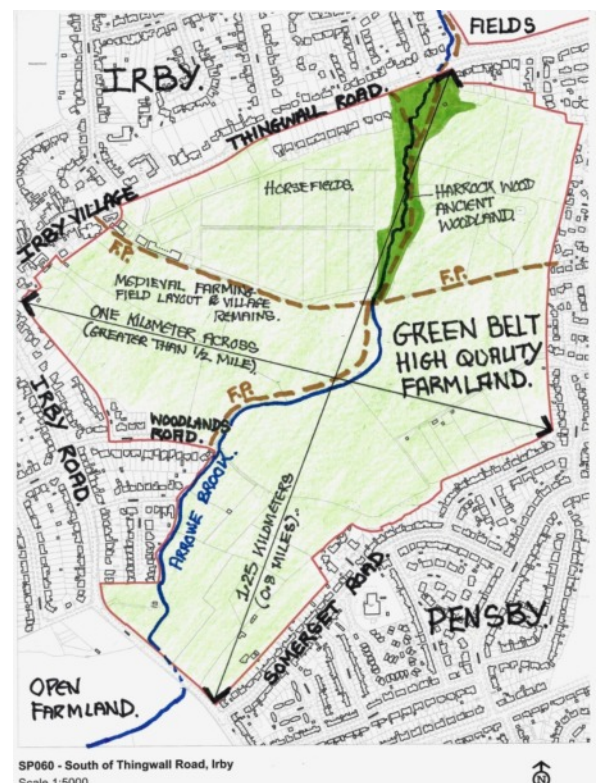 FIELDS
IRBY.
THINGWALL ROAD.
HORSEFIELDS.
HARROCK WOOD
ANCIENT
WOODLAND.
IRBY VILLAGE
F.P.
F.P.
MEDIEVAL FARMING
FIELD LAYOUT & VILLAGE
REMAINS.
ONE KILOMETER ACROSS
(GREATER THAN 1/2 MILE)
GREEN BELT
HIGH QUALITY
FARMLAND.
F.P.
WOODLANDS
ROAD.
IRBY ROAD
ARROWE BROOK.
1.25 KILOMETERS
(0.8 MILES).
SOMERSET ROAD.
PENSBY.
OPEN
FARMLAND.
SP060 - South of Thingwall Road, Irby
Scale 1:5000
N